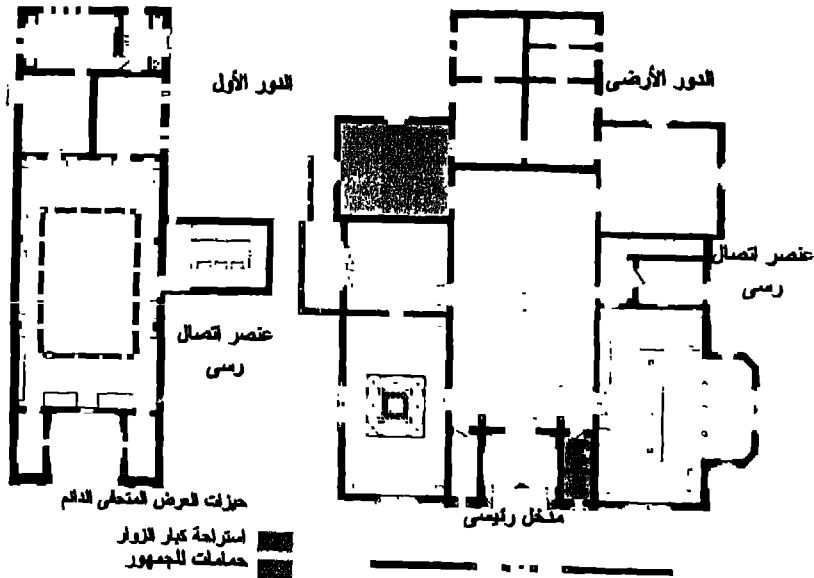 الدور الأرضى
الدور الأول
عنصر اتصال
رسى
عنصر اتصال
رسى
مدخل رئيسى
حيزات العرض المتحفى الدائم
استراحة كبار الزوار
حمامات للجمهور